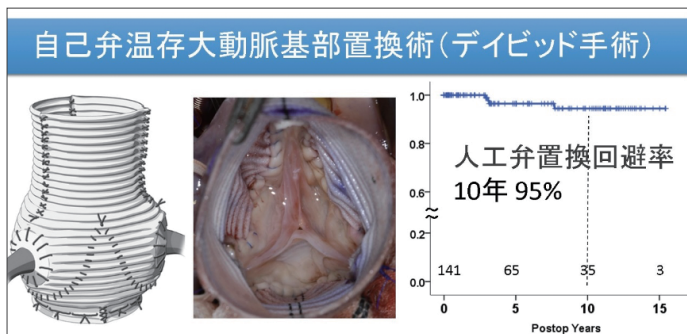 自己弁温存大動脈基部置換術(デイビッド手術)
1.0
0.8
人工弁置換回避率
10年 95%
0.6
≈
0.2
0.0
141 65 35 3
0 5 10 15
Postop Years